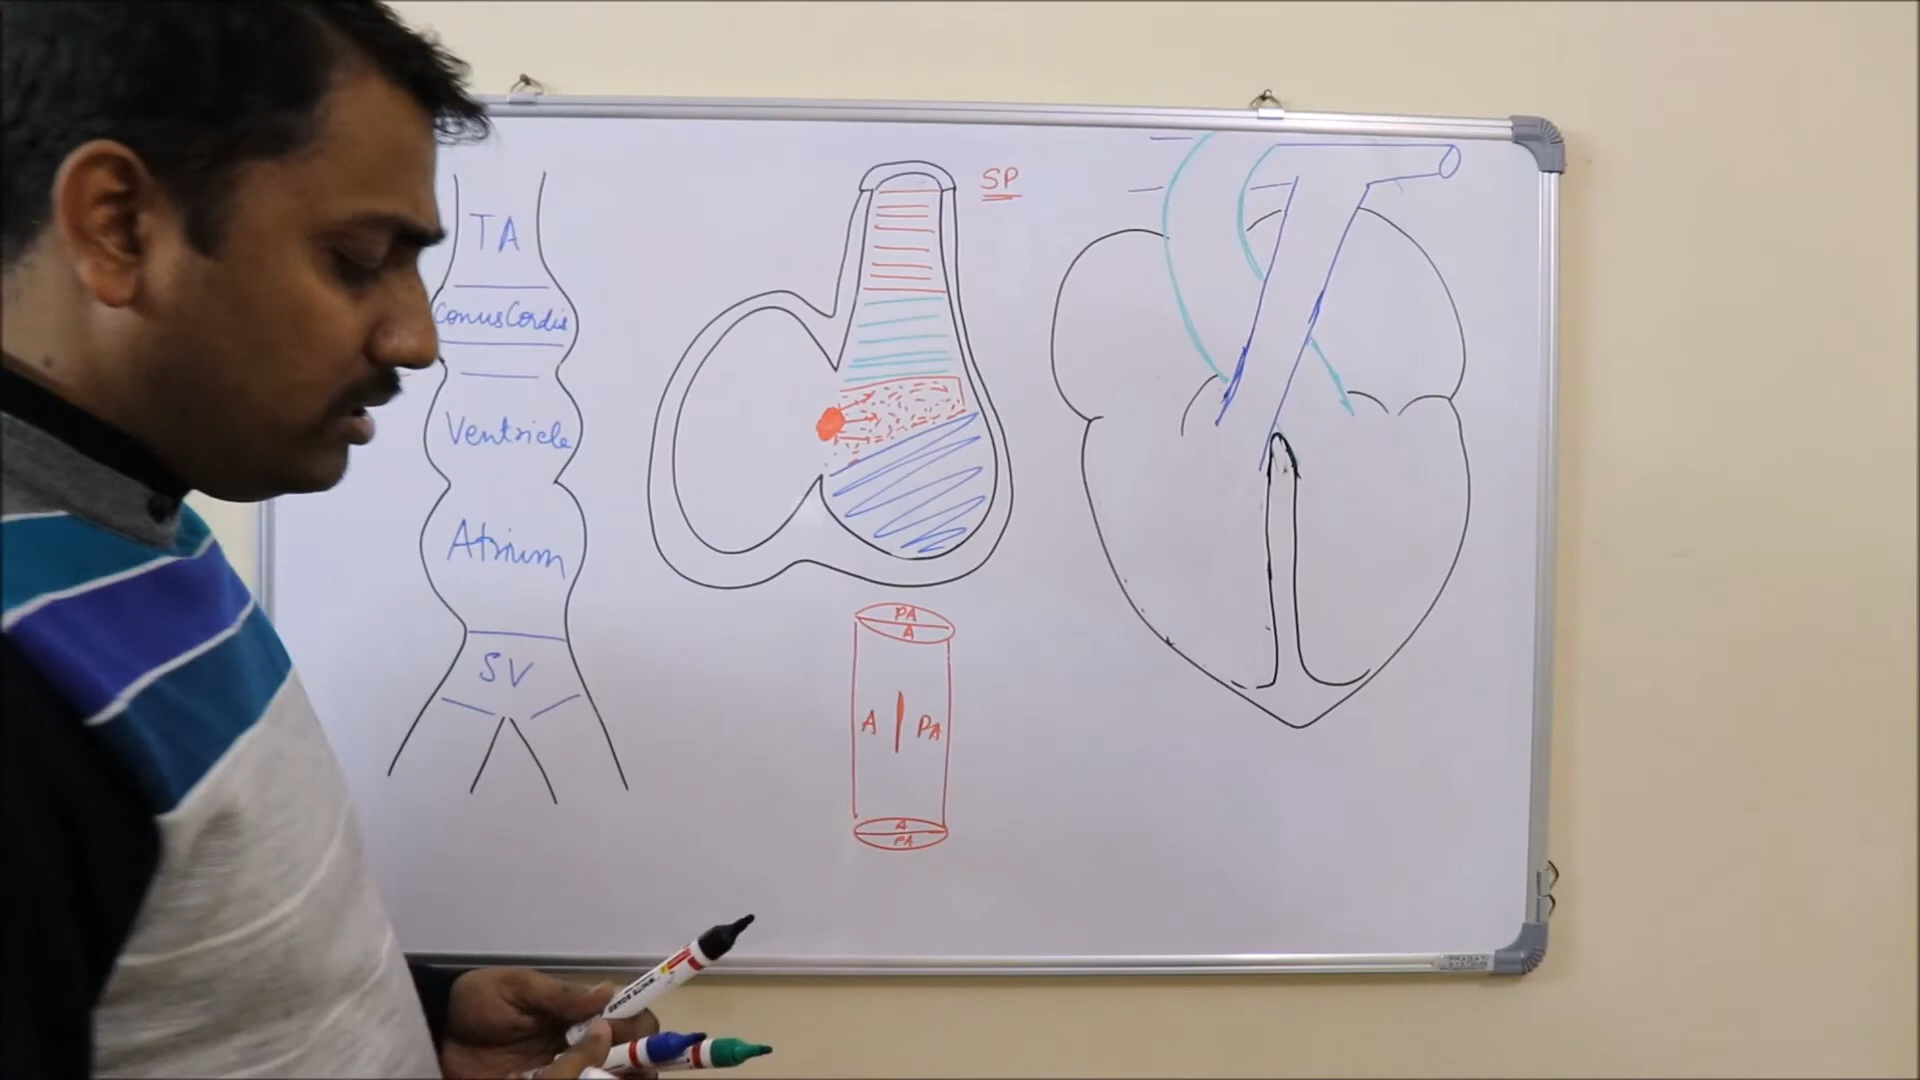 TA
Conus Cordis
Ventricle
Atrium
SV
SP
PA
A
A
PA
A
PA